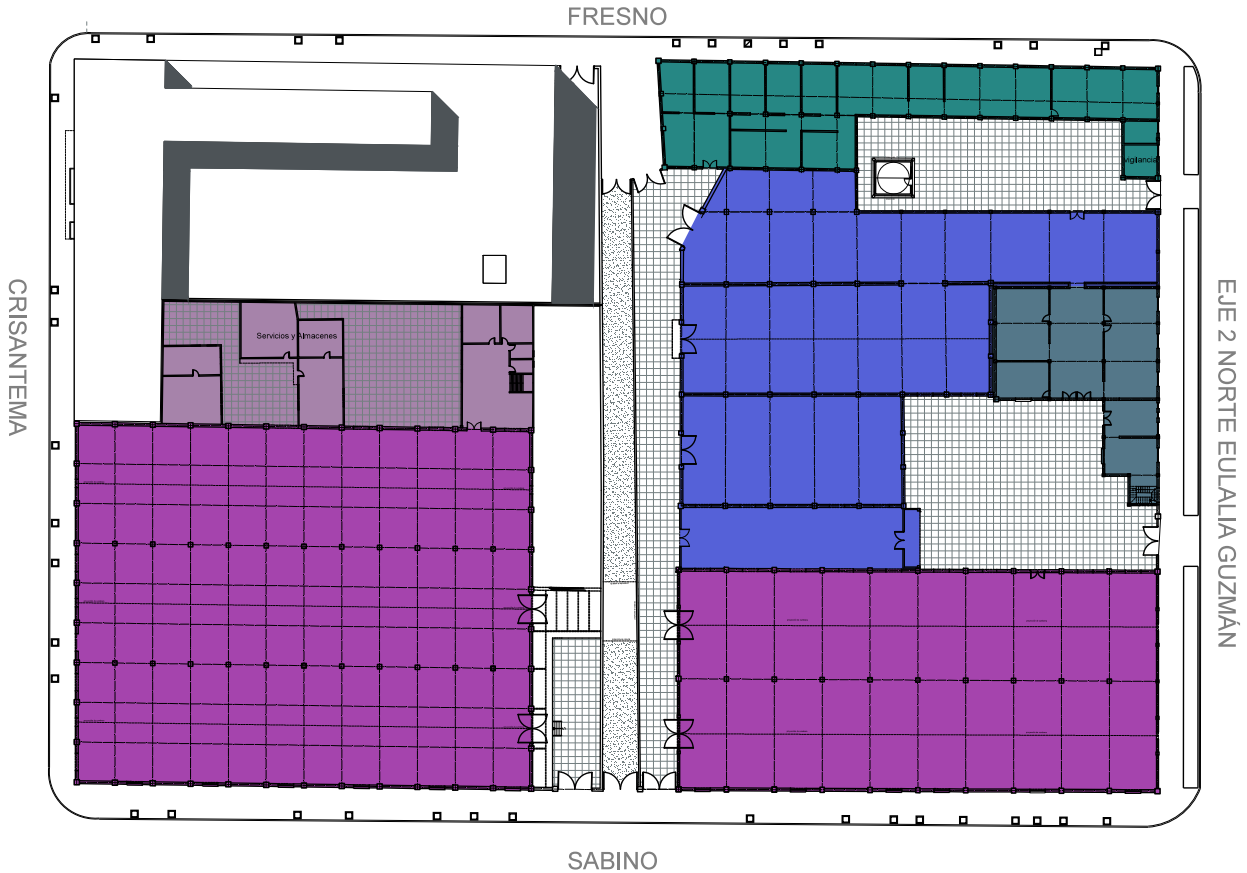 FRESNO
vigilancia
CRISANTEMA
Servicios y Almacenes
EJE 2 NORTE EULALIA GUZMÁN
SABINO